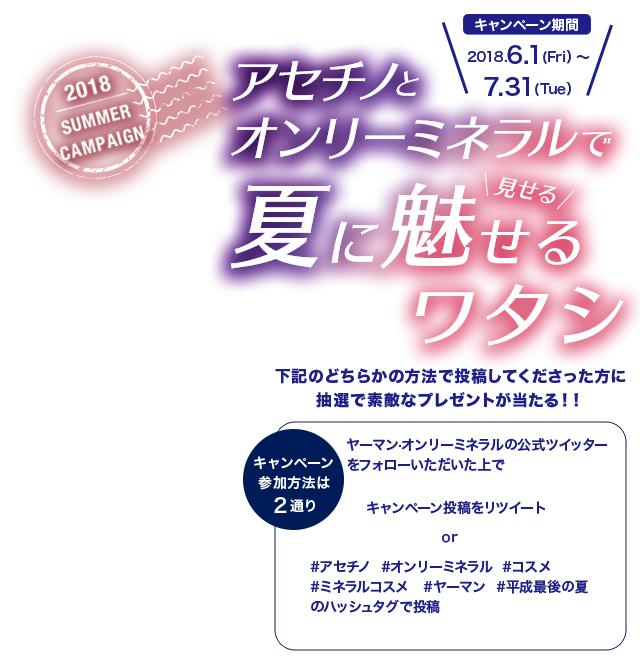 キャンペーン期間
2018.6.1(Fri) ～
7.31(Tue)
2018
SUMMER
CAMPAIGN
アセチノと
オンリーミネラルで
見せる
夏に魅せる
ワタシ
下記のどちらかの方法で投稿してくださった方に
抽選で素敵なプレゼントが当たる！！
キャンペーン
参加方法は
2通り
ヤーマン・オンリーミネラルの公式ツイッター
をフォローいただいた上で
キャンペーン投稿をリツイート
or
#アセチノ #オンリーミネラル #コスメ
#ミネラルコスメ #ヤーマン #平成最後の夏
のハッシュタグで投稿